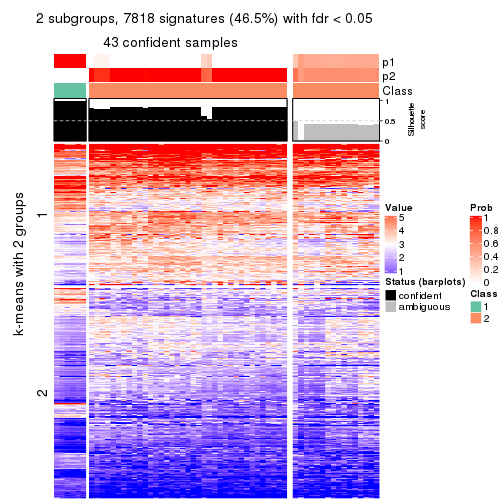 2 subgroups, 7818 signatures (46.5%) with fdr < 0.05
43 confident samples
p1
p2
Class
1
0.5
0
Silhouette
score
k-means with 2 groups
1
2
Value
5
4
3
2
1
Status (barplots)
confident
ambiguous
Prob
1
0.8
0.6
0.4
0.2
0
Class
1
2